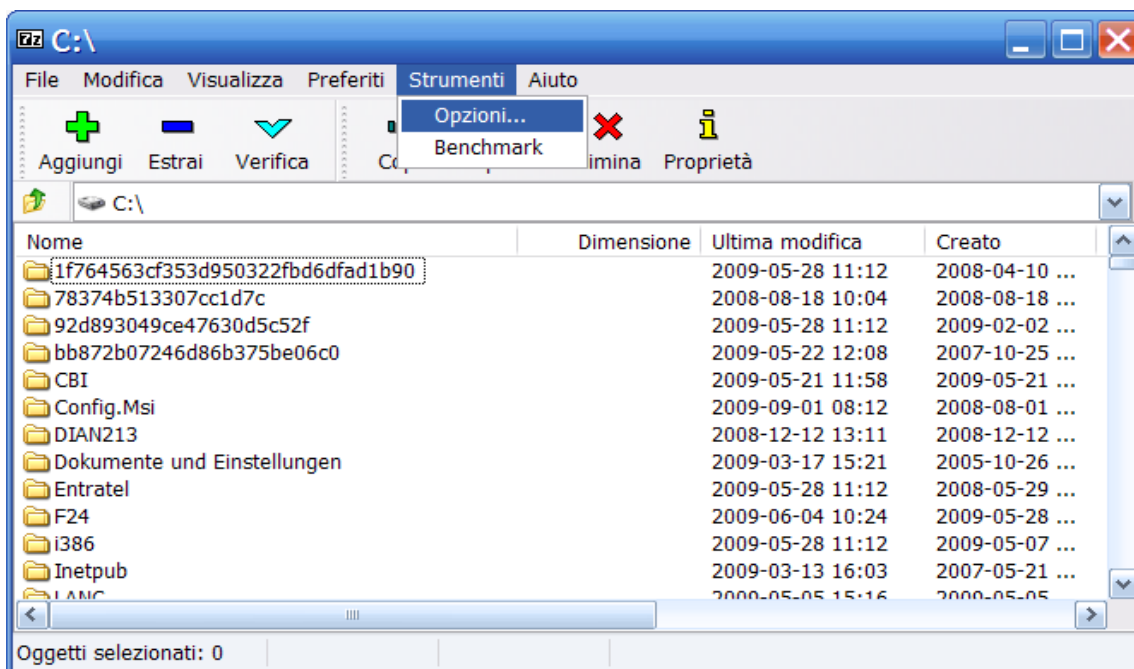 7z C:\
File Modifica Visualizza Preferiti Strumenti Aiuto
Opzioni...
Benchmark
Aggiungi Estrai Verifica Proprietà
C:\
Nome Dimensione Ultima modifica Creato
1f764563cf353d950322fbd6dfad1b90 2009-05-28 11:12 2008-04-10 ...
78374b513307cc1d7c 2008-08-18 10:04 2008-08-18 ...
92d893049ce47630d5c52f 2009-05-28 11:12 2009-02-02 ...
bb872b07246d86b375be06c0 2009-05-22 12:08 2007-10-25 ...
CBI 2009-05-21 11:58 2009-05-21 ...
Config.Msi 2009-09-01 08:12 2008-08-01 ...
DIAN213 2008-12-12 13:11 2008-12-12 ...
Dokumente und Einstellungen 2009-03-17 15:21 2005-10-26 ...
Entratel 2009-05-28 11:12 2008-05-29 ...
F24 2009-06-04 10:24 2009-05-28 ...
i386 2009-05-28 11:12 2009-05-07 ...
Inetpub 2009-03-13 16:03 2007-05-21 ...
Oggetti selezionati: 0